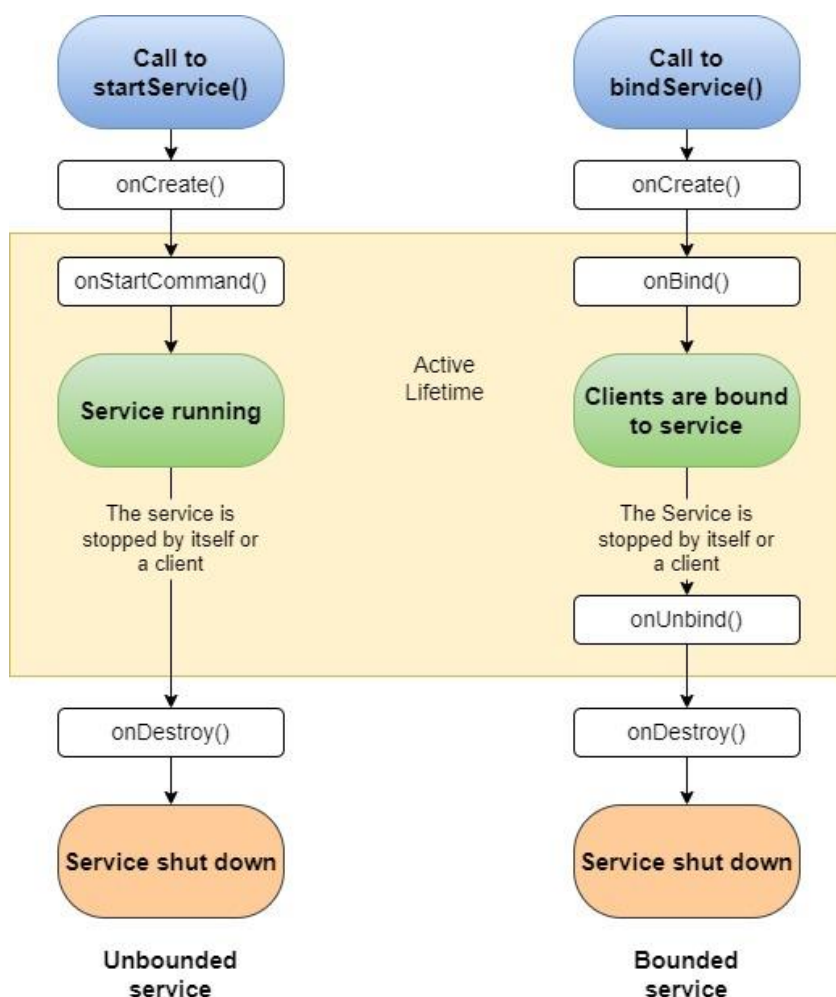 Call to
startService()
onCreate()
onStartCommand()
Service running
The service is
stopped by itself or
a client
onDestroy()
Service shut down
Unbounded
service
Active
Lifetime
Call to
bindService()
onCreate()
onBind()
Clients are bound
to service
The Service is
stopped by itself or
a client
onUnbind()
onDestroy()
Service shut down
Bounded
service